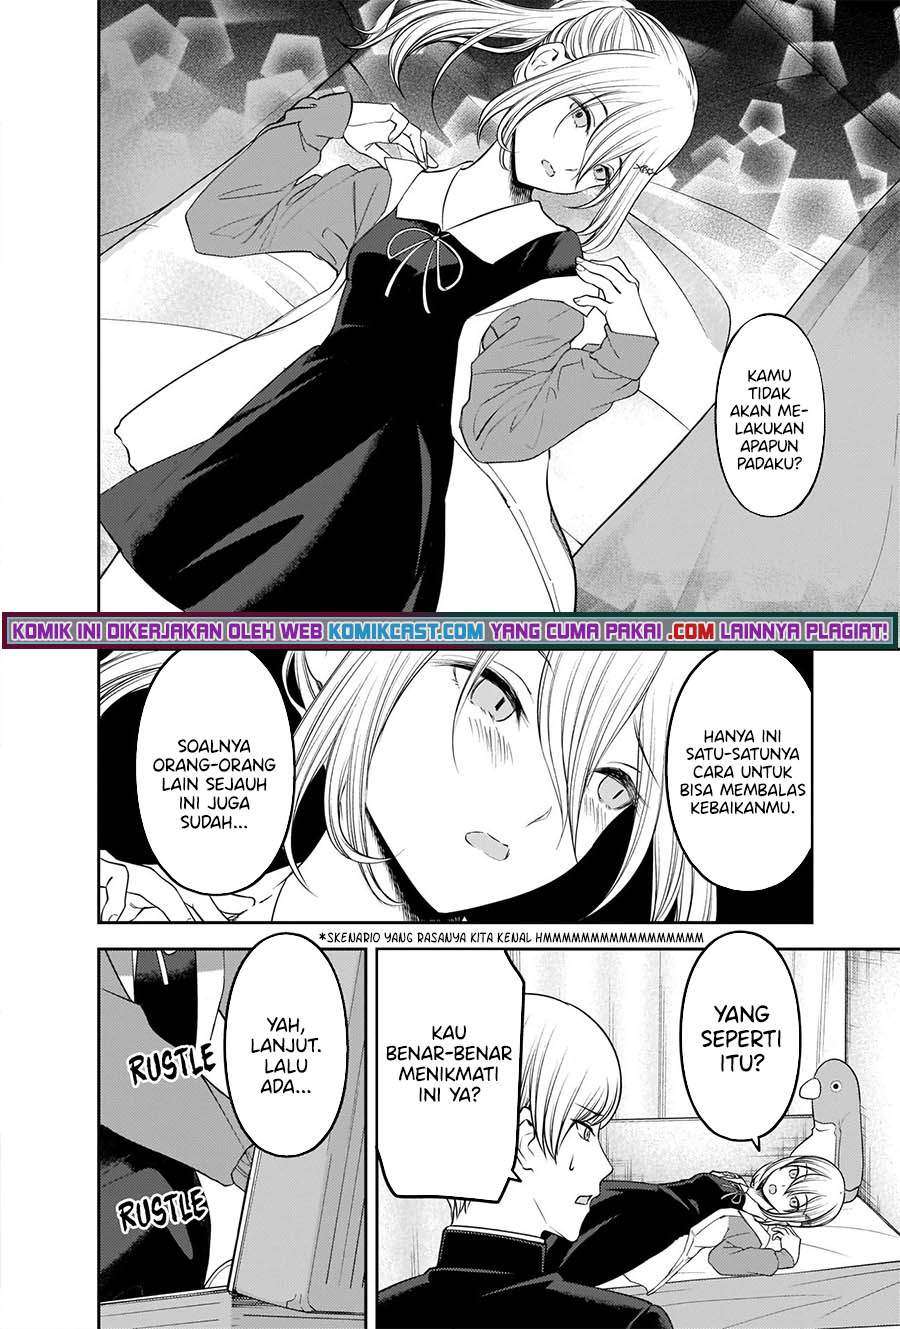 KAMU
TIDAK
AKAN ME-
LAKUKAN
APAPUN
PADAKU?
KOMIK INI DIKERJAKAN OLEH WEB KOMIKCAST.COM YANG CUMA PAKAI .COM LAINNYA PLAGIAT!
HANYA INI
SATU-SATUNYA
CARA UNTUK
BISA MEMBALAS
KEBAIKANMU.
SOALNYA
ORANG-ORANG
LAIN SEJAUH
INI JUGA
SUDAH...
*SKENARIO YANG RASANYA KITA KENAL HMMMMMMMMMMMMMMMMMM
YANG
SEPERTI
ITU?
KAU
BENAR-BENAR
MENIKMATI
INI YA?
YAH,
LANJUT.
LALU
ADA...
RUSTLE
RUSTLE